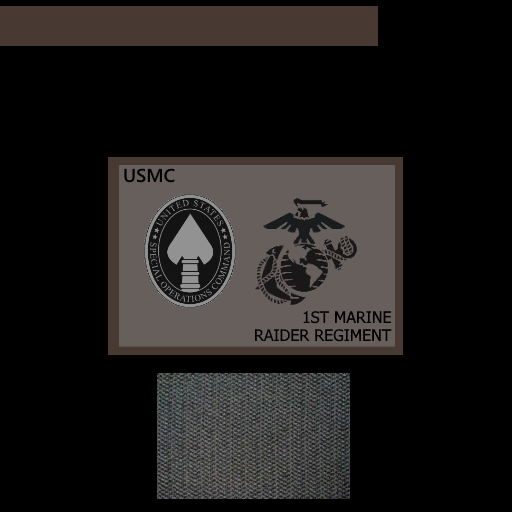 USMC
UNITED STATES
SPECIAL OPERATIONS COMMAND
1ST MARINE
RAIDER REGIMENT